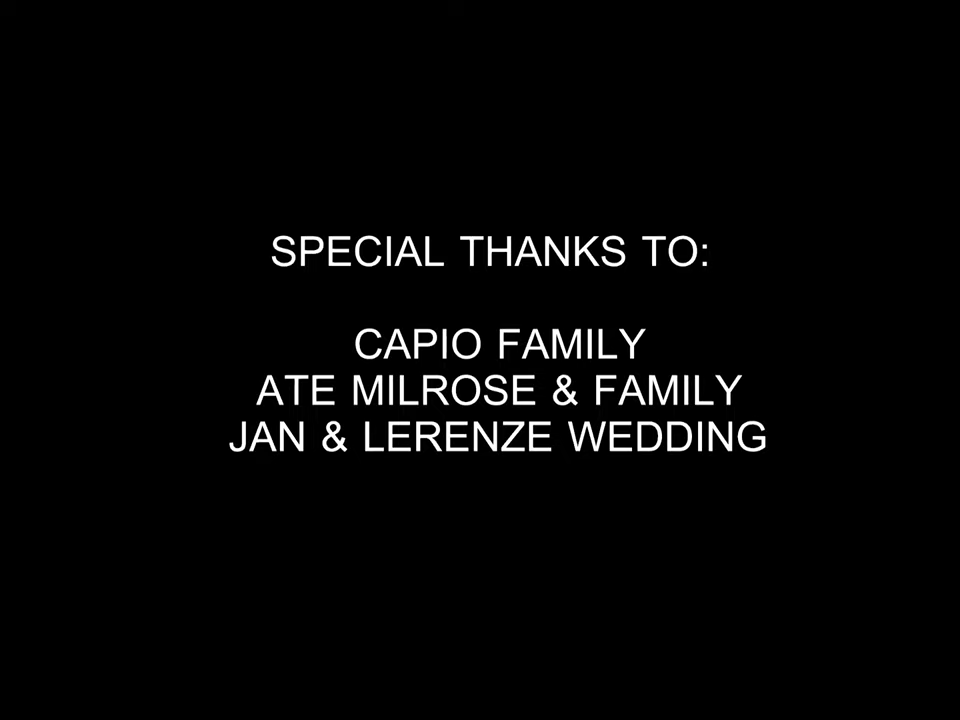 SPECIAL THANKS TO:
CAPIO FAMILY
ATE MILROSE & FAMILY
JAN & LERENZE WEDDING